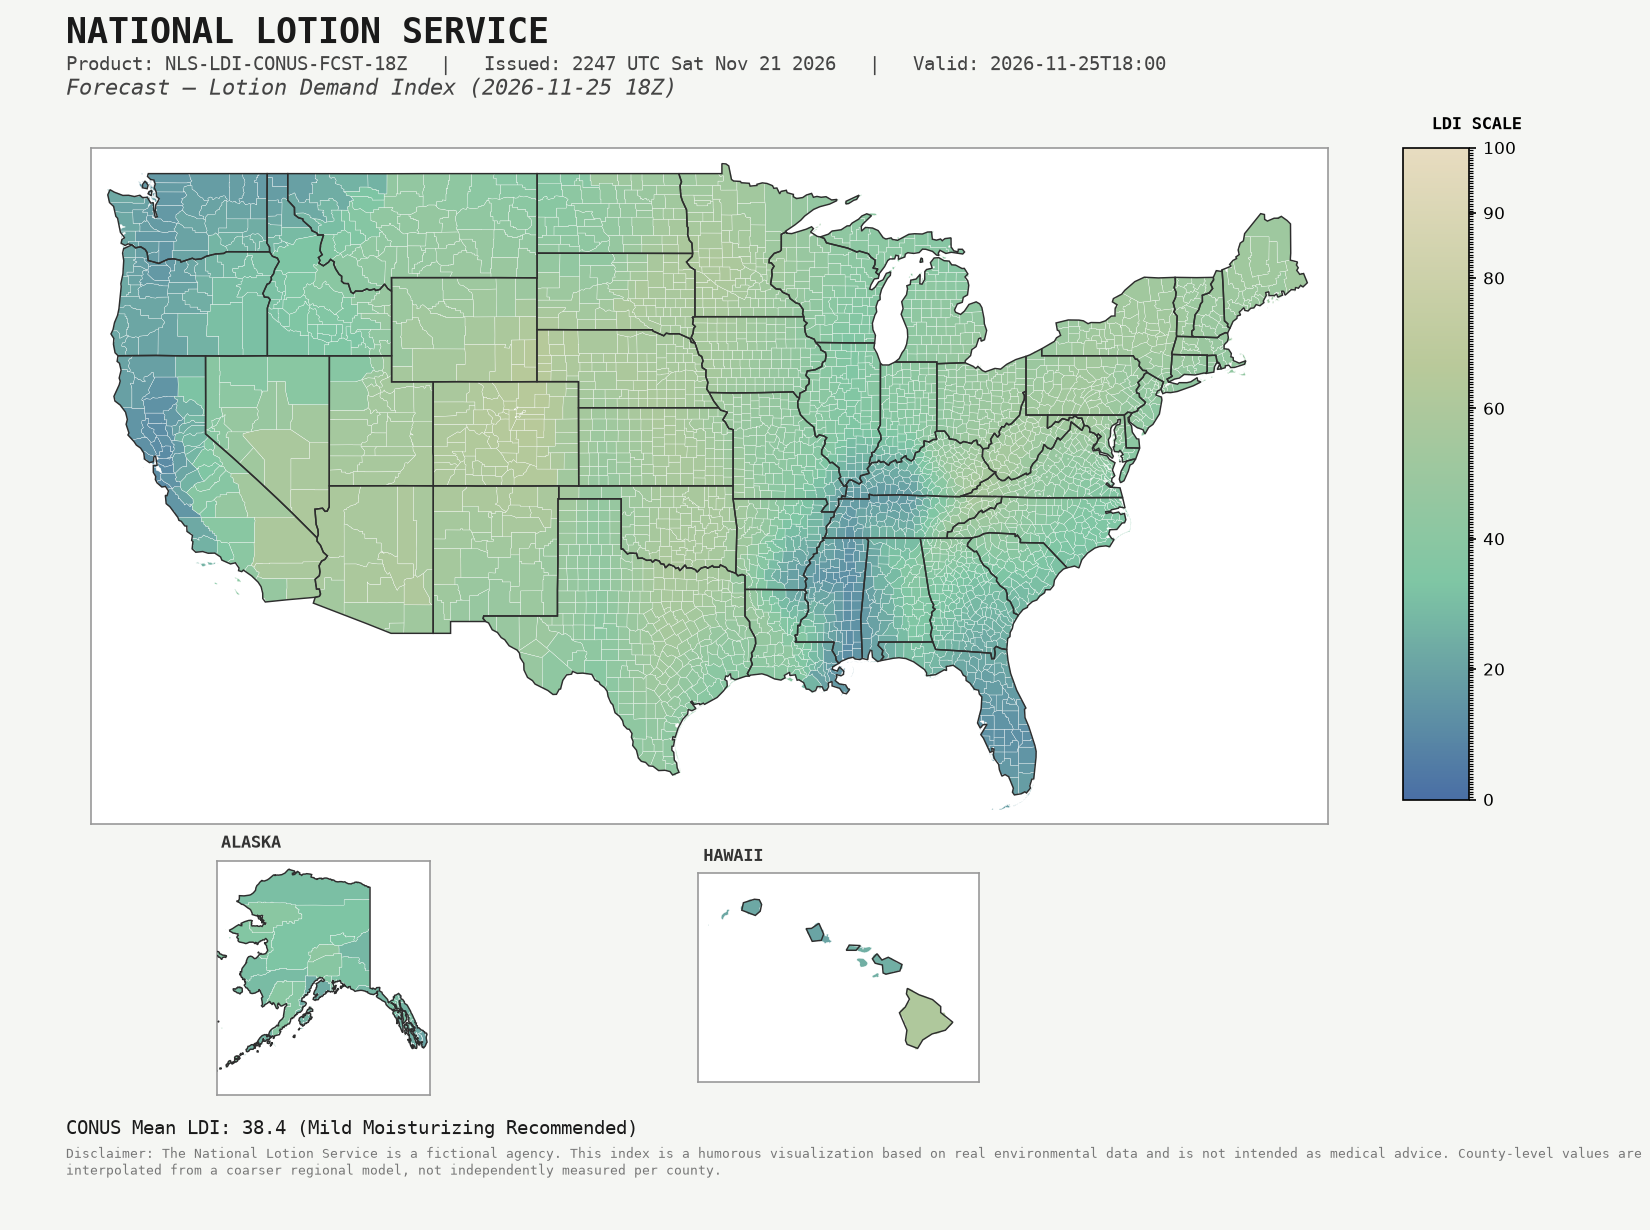 NATIONAL LOTION SERVICE
Product: NLS-LDI-CONUS-FCST-18Z | Issued: 2247 UTC Sat Nov 21 2026 | Valid: 2026-11-25T18:00
Forecast — Lotion Demand Index (2026-11-25 18Z)
LDI SCALE
100
90
80
60
40
20
0
ALASKA
HAWAII
CONUS Mean LDI: 38.4 (Mild Moisturizing Recommended)
Disclaimer: The National Lotion Service is a fictional agency. This index is a humorous visualization based on real environmental data and is not intended as medical advice. County-level values are
interpolated from a coarser regional model, not independently measured per county.